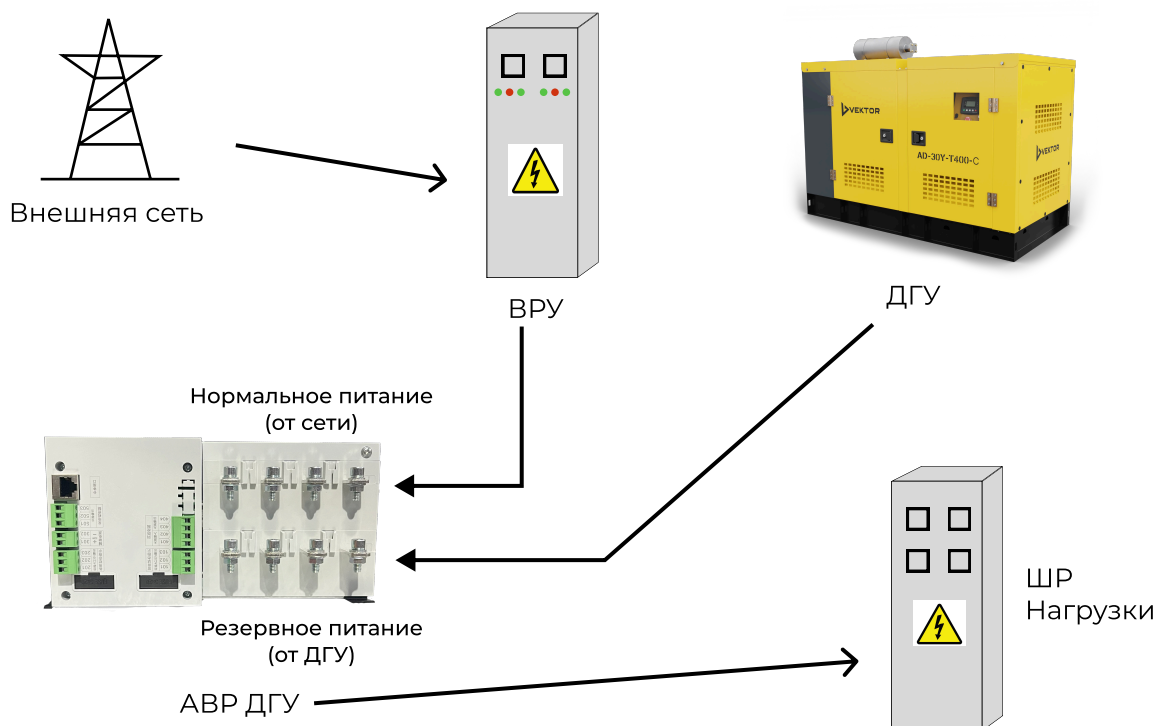 Внешняя сеть
ВРУ
VEKTOR
AD-30Y-T400-C
VEKTOR
ДГУ
Нормальное питание
(от сети)
Резервное питание
(от ДГУ)
АВР ДГУ
ШР
Нагрузки